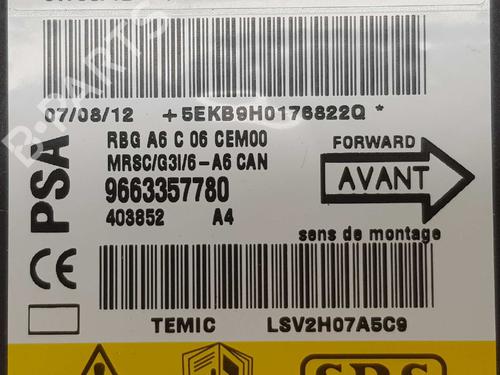 07/08/12 +5EKB9H0176822Q *
RBG A6 C 06 CEM00
MRSC/G3I/6-A6 CAN
9663357780
403852 A4
PSA
CE
FORWARD
AVANT
sens de montage
TEMIC LSV2H07A5C9
SRS
B-PARTS